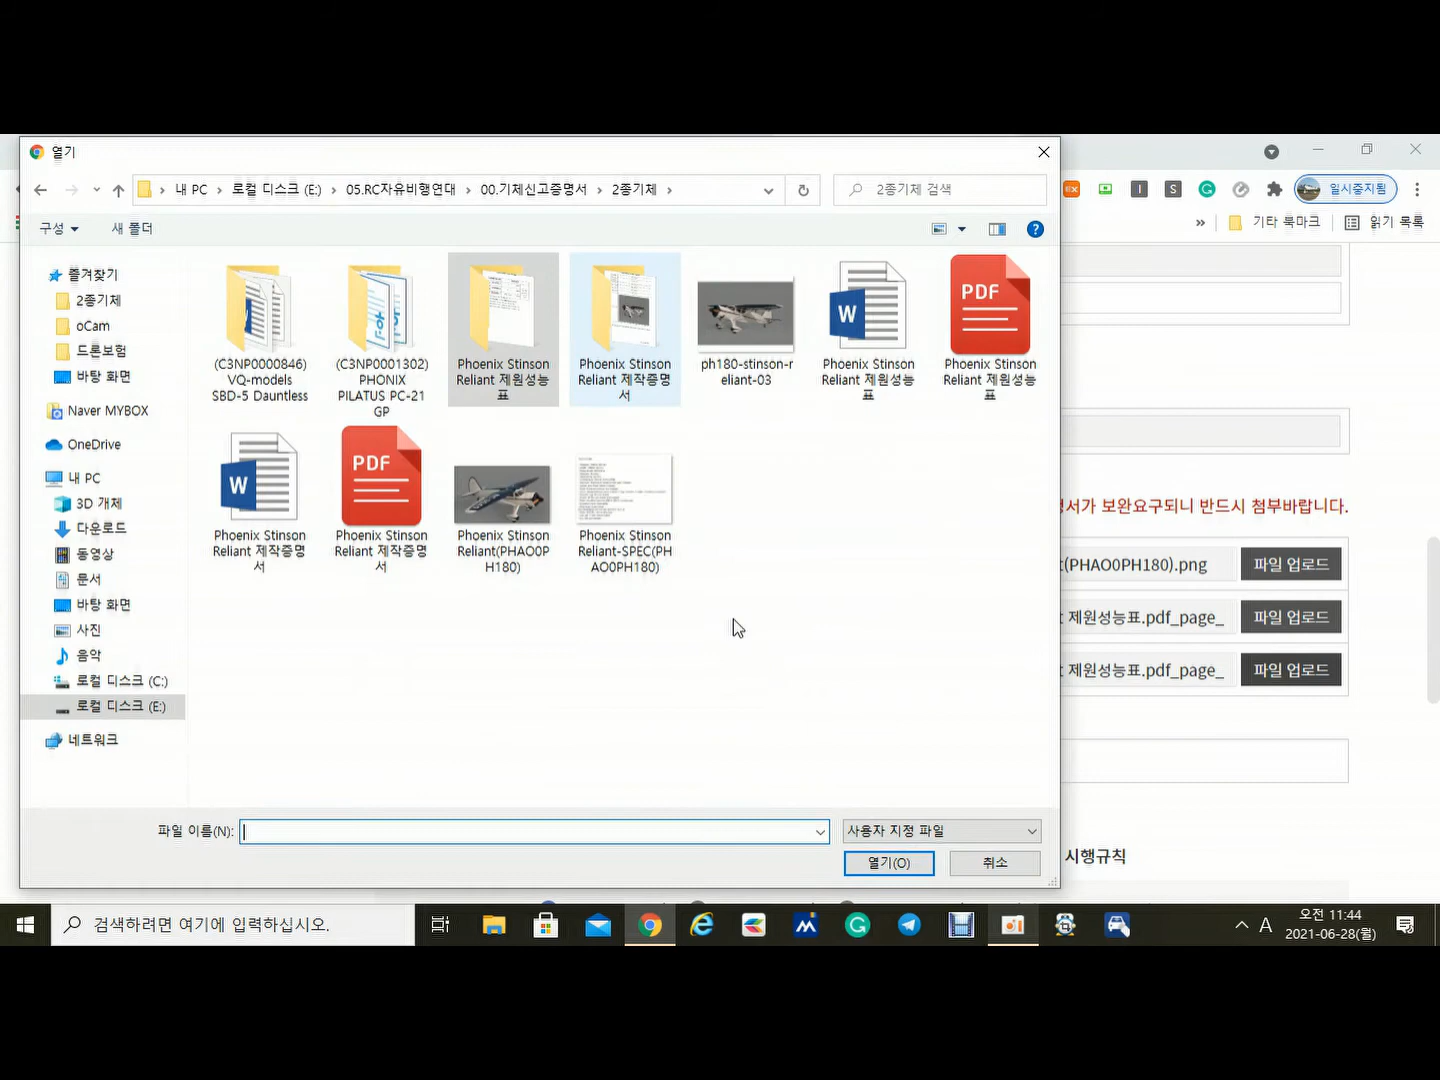 열기
내 PC
로컬 디스크 (E:)
05.RC자유비행연대
00.기체신고증명서
2종기체
2종기체 검색
일시중지됨
구성
새 폴더
»
기타 북마크
읽기 목록
즐겨찾기
2종기체
oCam
드론보험
바탕 화면
Naver MYBOX
OneDrive
내 PC
3D 개체
다운로드
동영상
문서
바탕 화면
사진
음악
로컬 디스크 (C:)
로컬 디스크 (E:)
네트워크
(C3NP0000846)
VQ-models
SBD-5 Dauntless
(C3NP0001302)
PHONIX
PILATUS PC-21
GP
Phoenix Stinson
Reliant 제원성능
표
Phoenix Stinson
Reliant 제작증명
서
ph180-stinson-r
eliant-03
W
Phoenix Stinson
Reliant 제원성능
표
PDF
Phoenix Stinson
Reliant 제원성능
표
W
Phoenix Stinson
Reliant 제작증명
서
PDF
Phoenix Stinson
Reliant 제작증명
서
Phoenix Stinson
Reliant(PHAO0P
H180)
Phoenix Stinson
Reliant-SPEC(PH
AO0PH180)
서가 보완요구되니 반드시 첨부바랍니다.
(PHAO0PH180).png
파일 업로드
제원성능표.pdf_page_
파일 업로드
제원성능표.pdf_page_
파일 업로드
시행규칙
파일 이름(N):
사용자 지정 파일
열기(O)
취소
검색하려면 여기에 입력하십시오.
A
오전 11:44
2021-06-28(월)